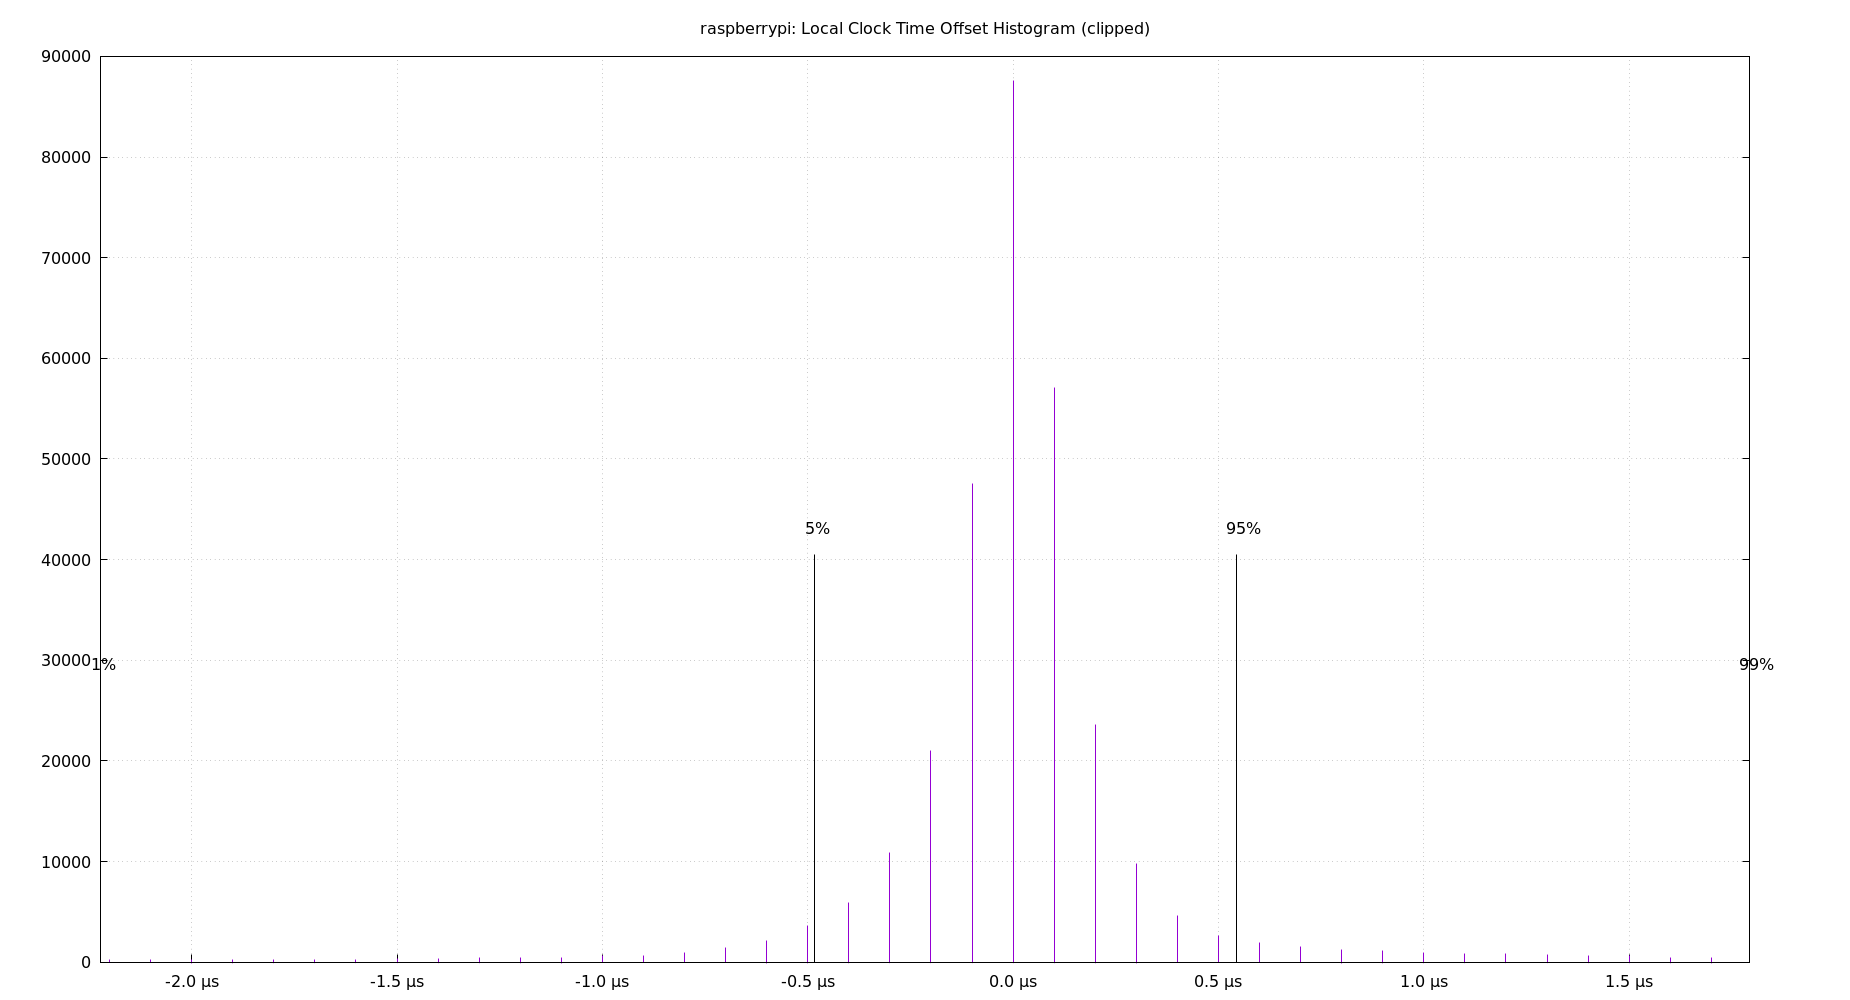 raspberrypi: Local Clock Time Offset Histogram (clipped)
90000
80000
70000
60000
50000
5%
95%
40000
30000
1%
99%
20000
10000
0
-2.0 µs
-1.5 µs
-1.0 µs
-0.5 µs
0.0 µs
0.5 µs
1.0 µs
1.5 µs